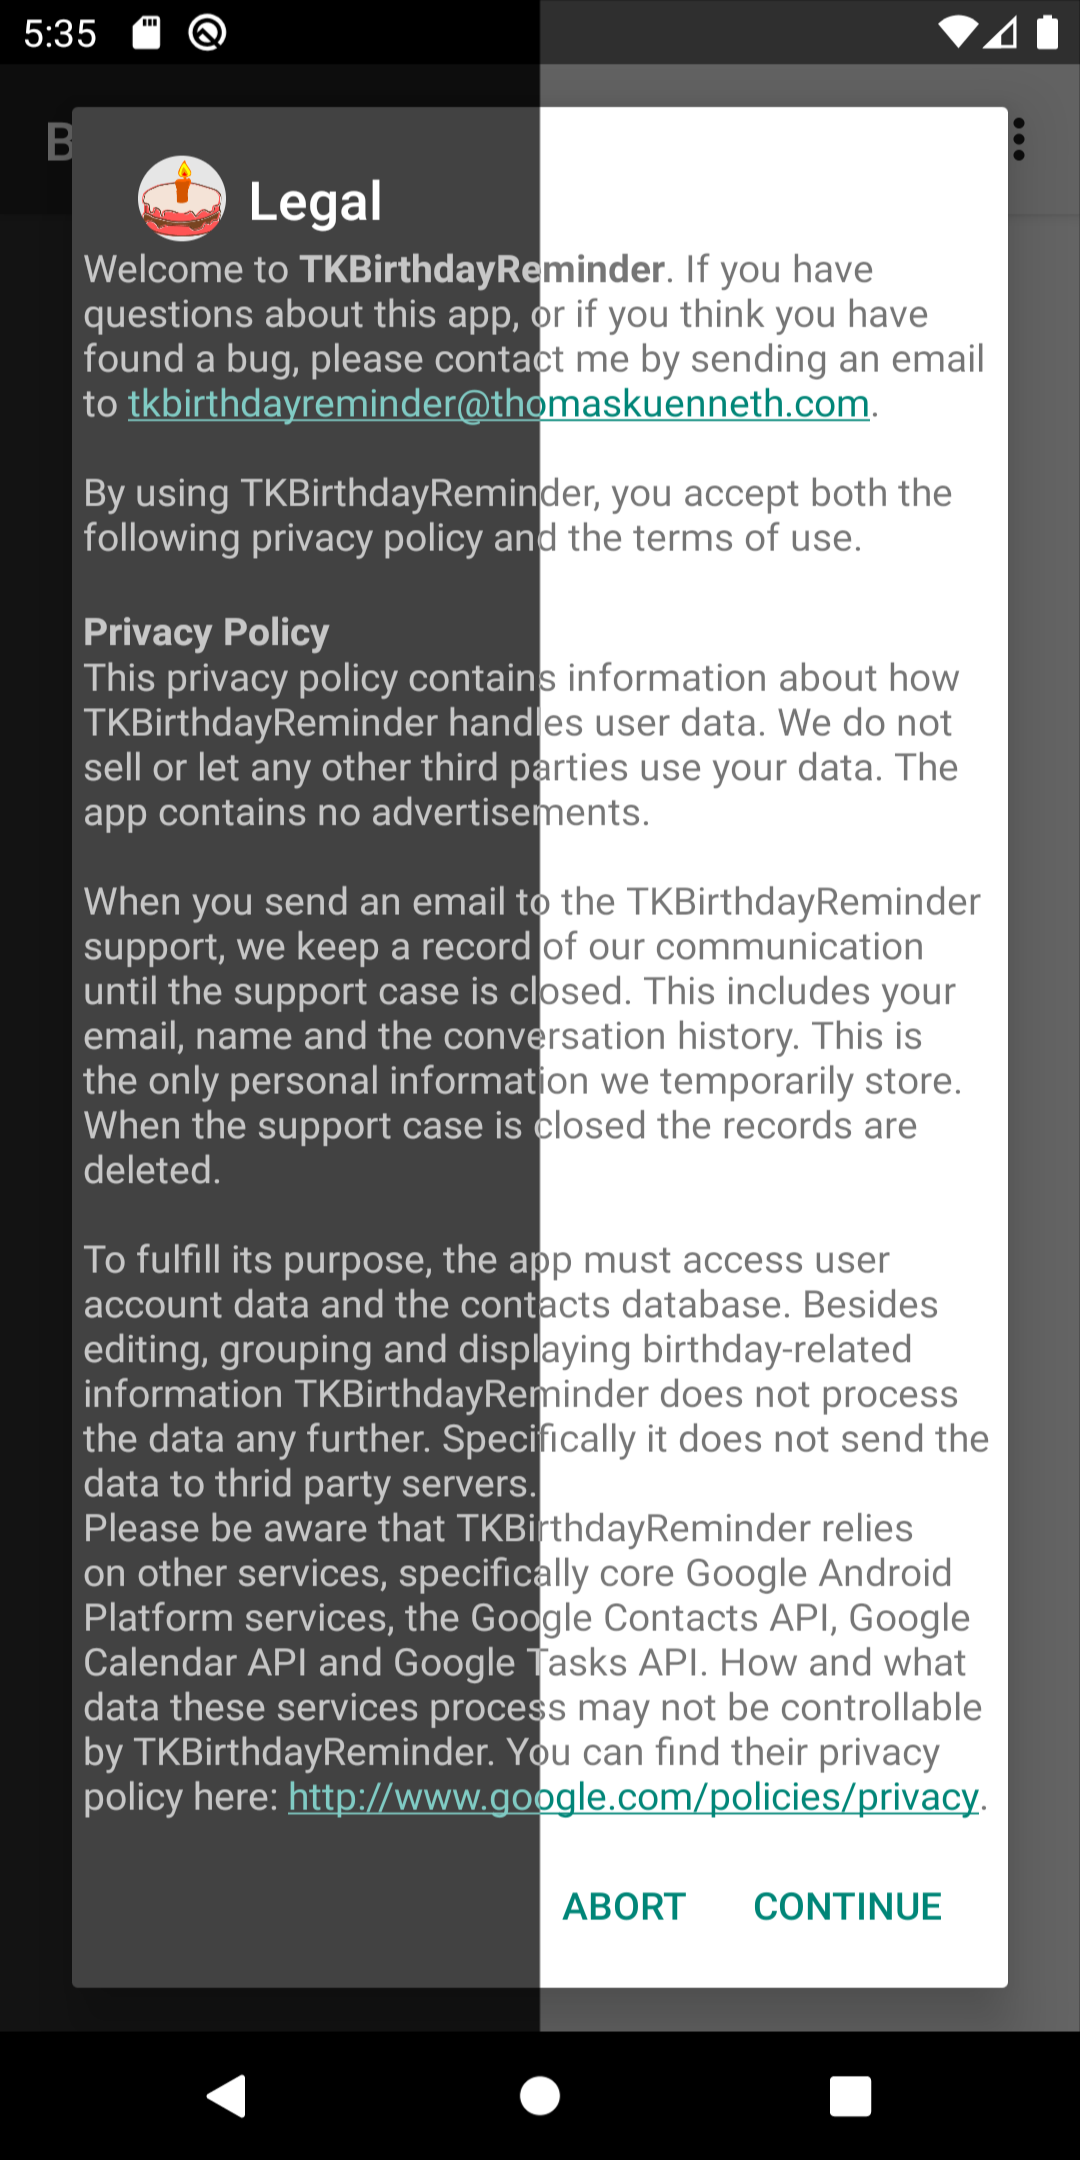 5:35
B
Legal
Welcome to TKBirthdayReminder. If you have
questions about this app, or if you think you have
found a bug, please contact me by sending an email
to tkbirthdayreminder@thomaskuenneth.com.
By using TKBirthdayReminder, you accept both the
following privacy policy and the terms of use.
Privacy Policy
This privacy policy contains information about how
TKBirthdayReminder handles user data. We do not
sell or let any other third parties use your data. The
app contains no advertisements.
When you send an email to the TKBirthdayReminder
support, we keep a record of our communication
until the support case is closed. This includes your
email, name and the conversation history. This is
the only personal information we temporarily store.
When the support case is closed the records are
deleted.
To fulfill its purpose, the app must access user
account data and the contacts database. Besides
editing, grouping and displaying birthday-related
information TKBirthdayReminder does not process
the data any further. Specifically it does not send the
data to thrid party servers.
Please be aware that TKBirthdayReminder relies
on other services, specifically core Google Android
Platform services, the Google Contacts API, Google
Calendar API and Google Tasks API. How and what
data these services process may not be controllable
by TKBirthdayReminder. You can find their privacy
policy here: http://www.google.com/policies/privacy.
ABORT CONTINUE